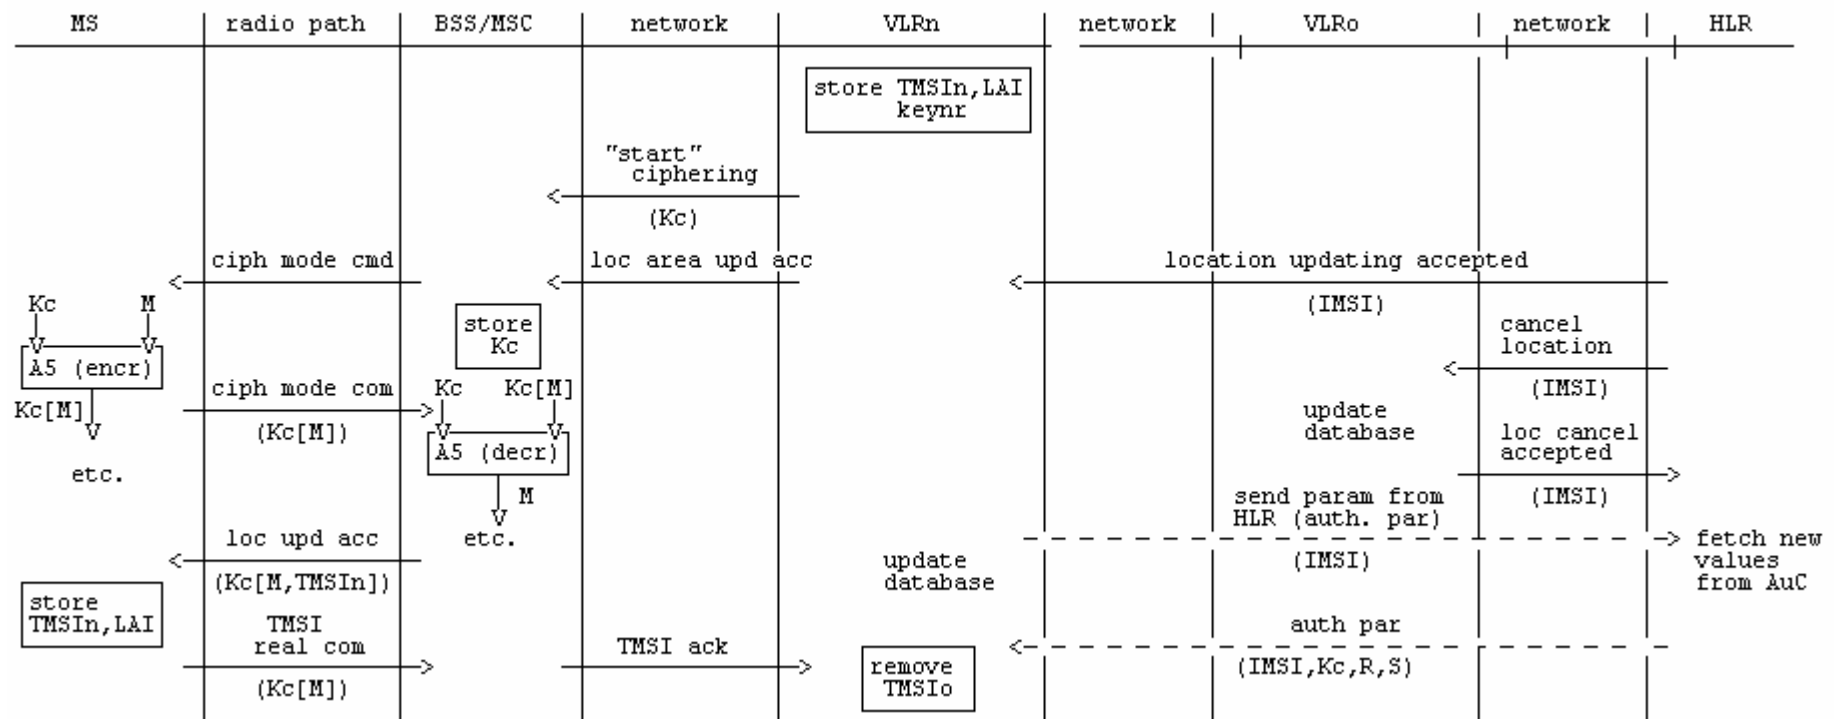 MS radio path BSS/MSC network VLRn network VLRo network HLR
store TMSIn,LAI
keynr
"start"
ciphering
(Kc)
ciph mode cmd
loc area upd acc
location updating accepted
(IMSI)
Kc M
store
Kc
cancel
location
(IMSI)
A5 (encr)
Kc[M]
ciph mode com
(Kc[M])
Kc Kc[M]
A5 (decr)
M
etc.
etc.
update
database
loc cancel
accepted
(IMSI)
send param from
HLR (auth. par)
(IMSI)
fetch new
values
from AuC
loc upd acc
(Kc[M,TMSIn])
update
database
store
TMSIn,LAI
TMSI
real com
(Kc[M])
TMSI ack
remove
TMSIo
auth par
(IMSI,Kc,R,S)